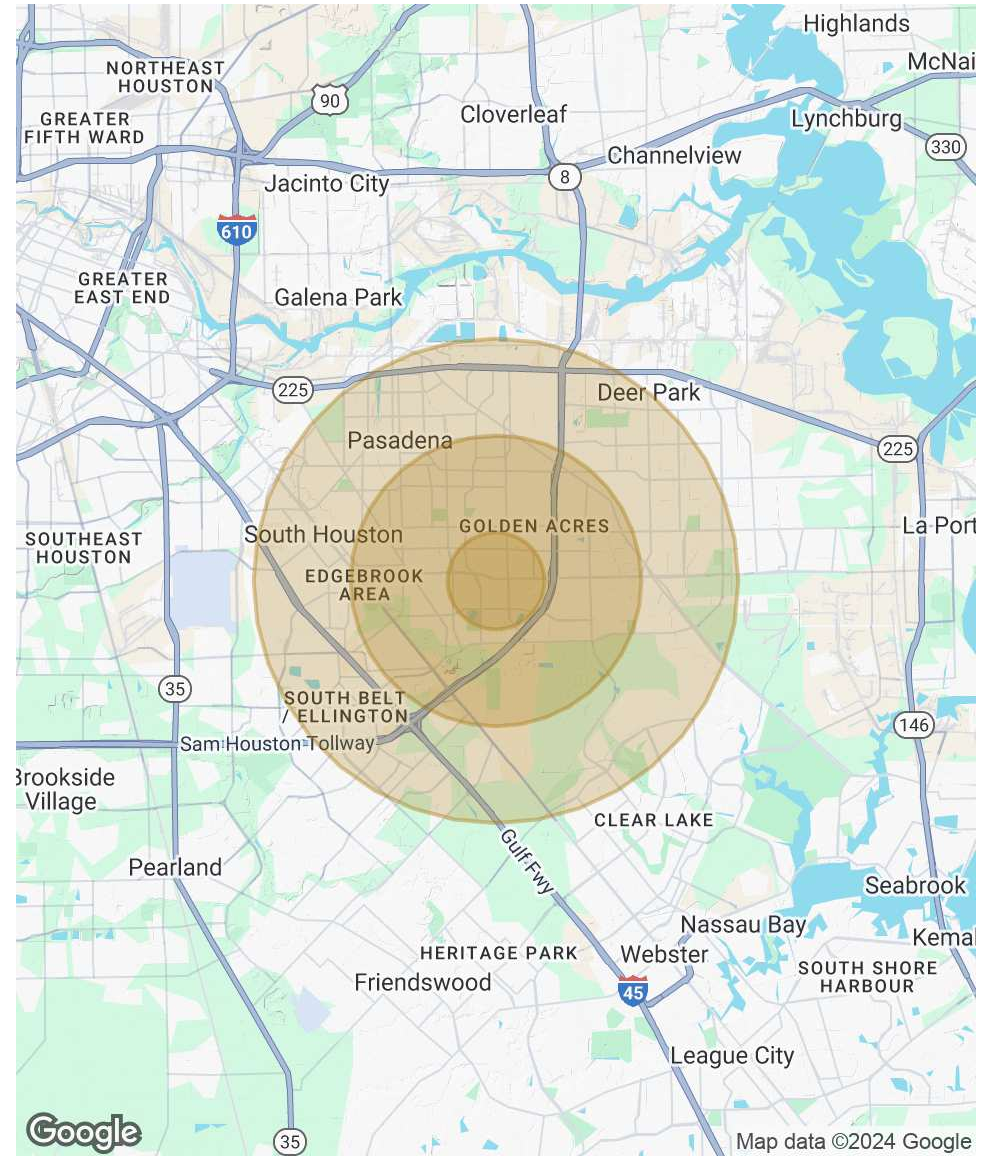 Highlands
McNai
NORTHEAST
HOUSTON
90
Cloverleaf
GREATER
FIFTH WARD
Lynchburg
330
Channelview
8
Jacinto City
610
GREATER
EAST END
Galena Park
225
Deer Park
Pasadena
225
GOLDEN ACRES
La Port
South Houston
SOUTHEAST
HOUSTON
EDGEBROOK
AREA
35
SOUTH BELT
/ ELLINGTON
146
Sam Houston Tollway
Brookside
Village
CLEAR LAKE
Gulf Fwy
Pearland
Seabrook
Nassau Bay
Kemal
HERITAGE PARK
Webster
SOUTH SHORE
HARBOUR
Friendswood
45
League City
Google
35
Map data ©2024 Google